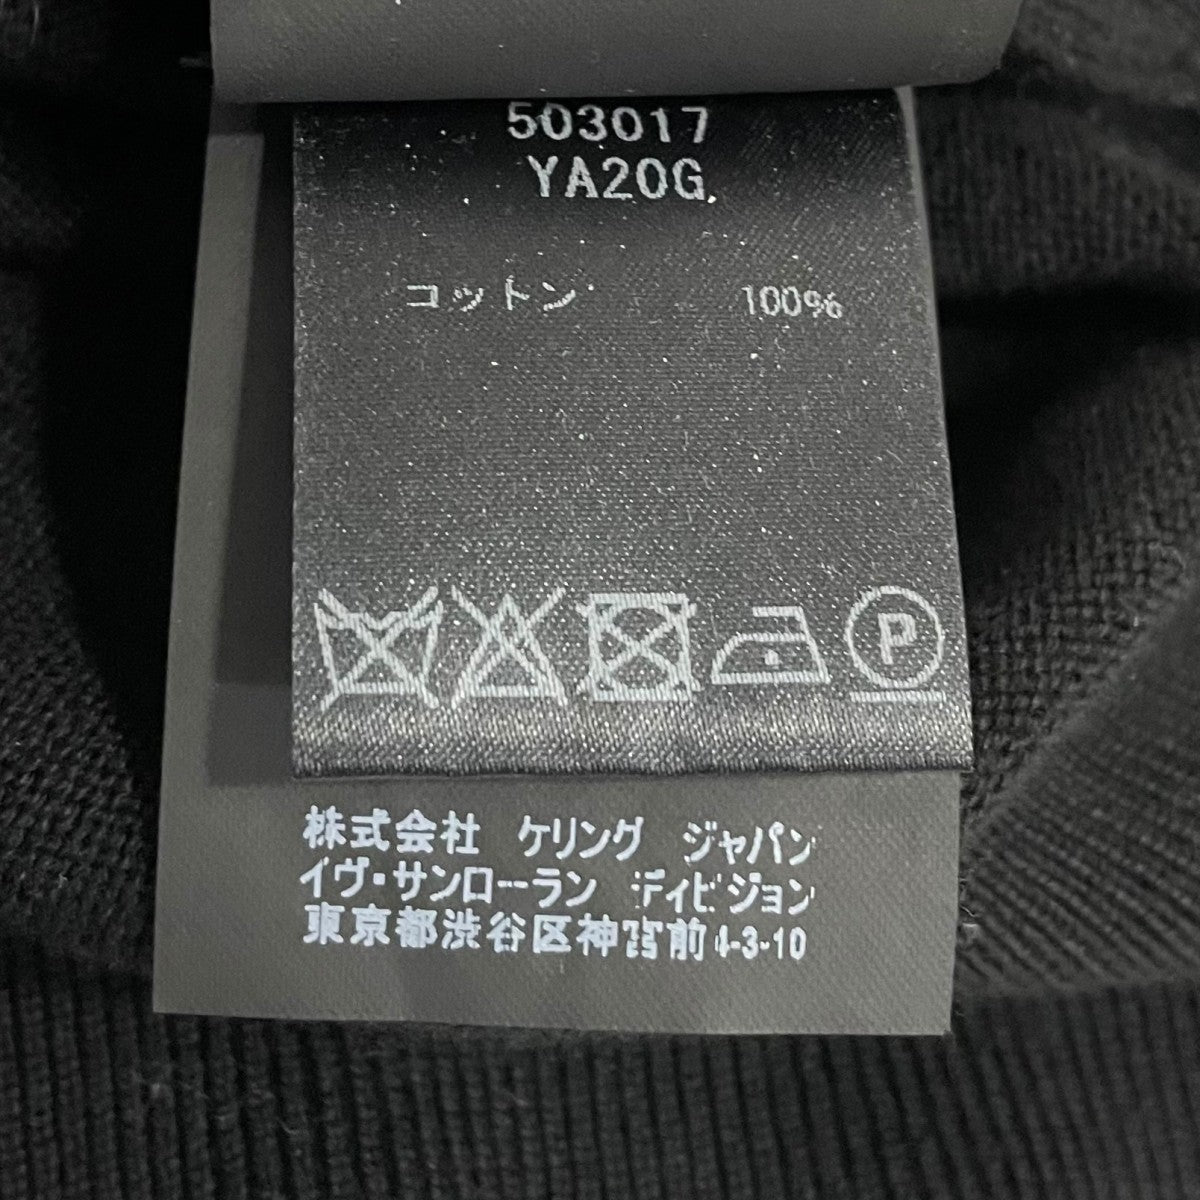 503017
YA20G
コットン 100%
P
株式会社 ケリング ジャパン
イヴ・サンローラン ディビジョン
東京都渋谷区神宮前4-3-10